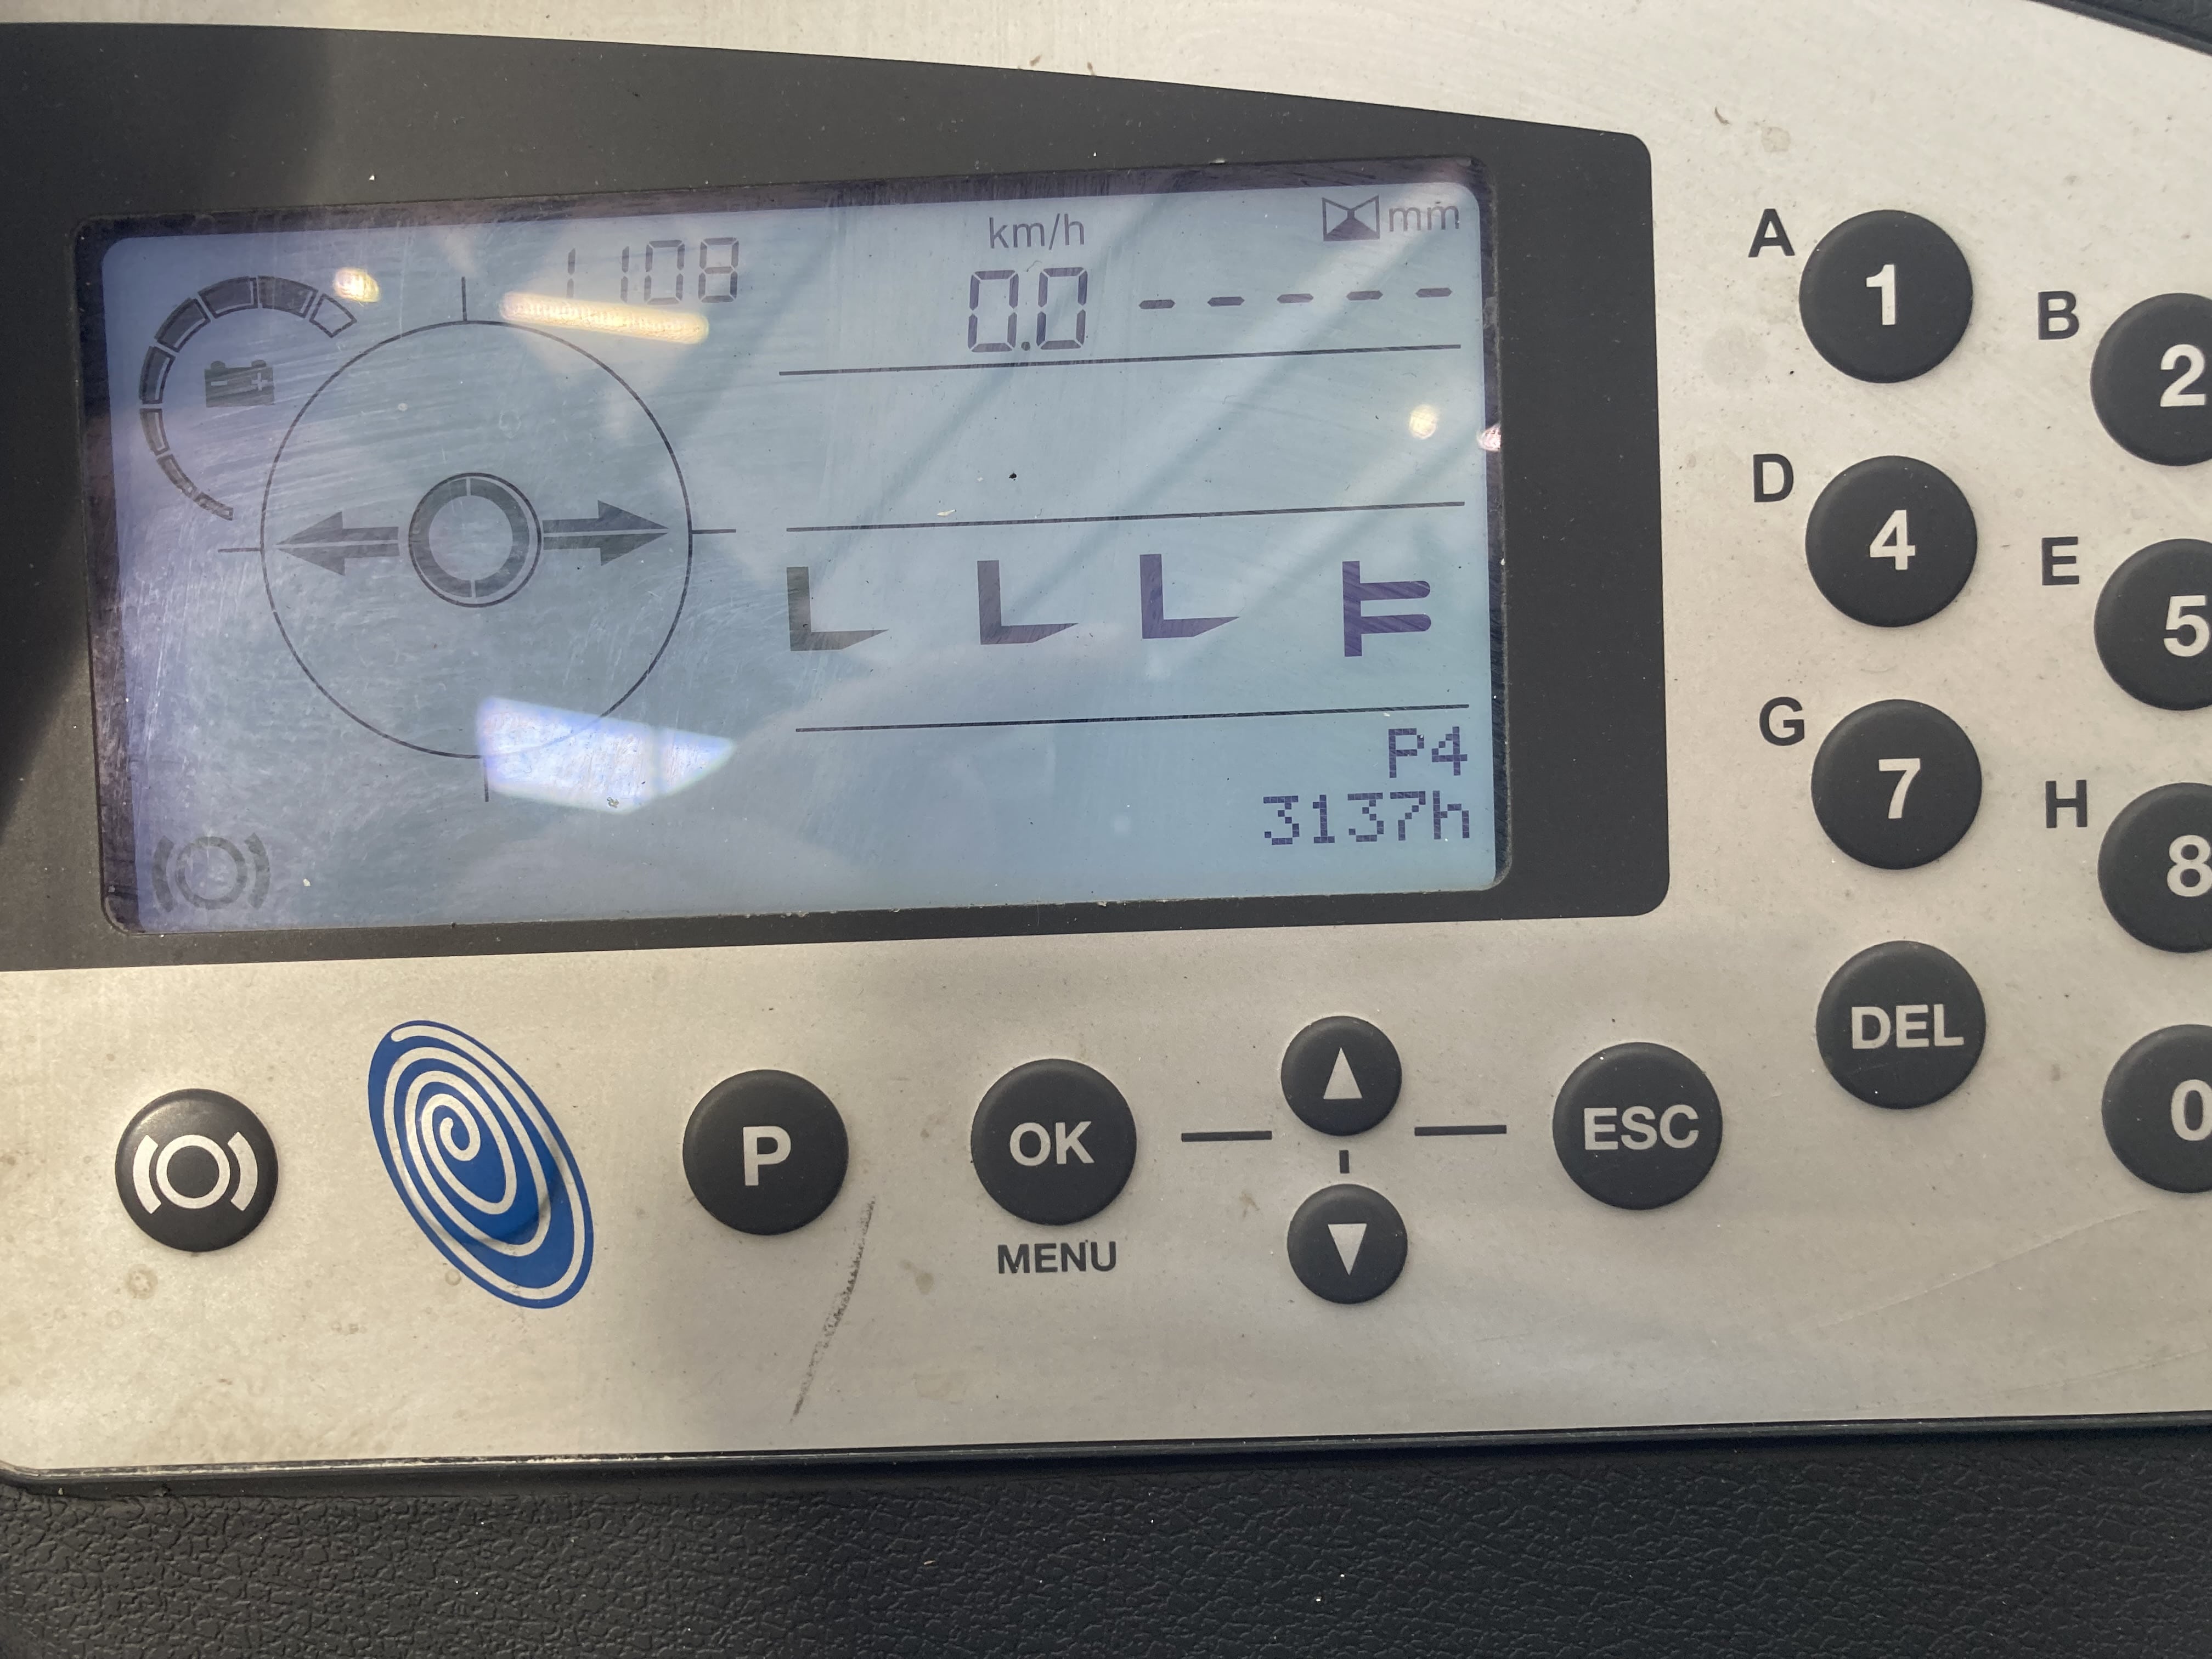 1108
km/h
mm
0.0
-----
P4
3137h
A
1
B
2
D
4
E
5
G
7
H
8
DEL
0
P
OK
MENU
ESC